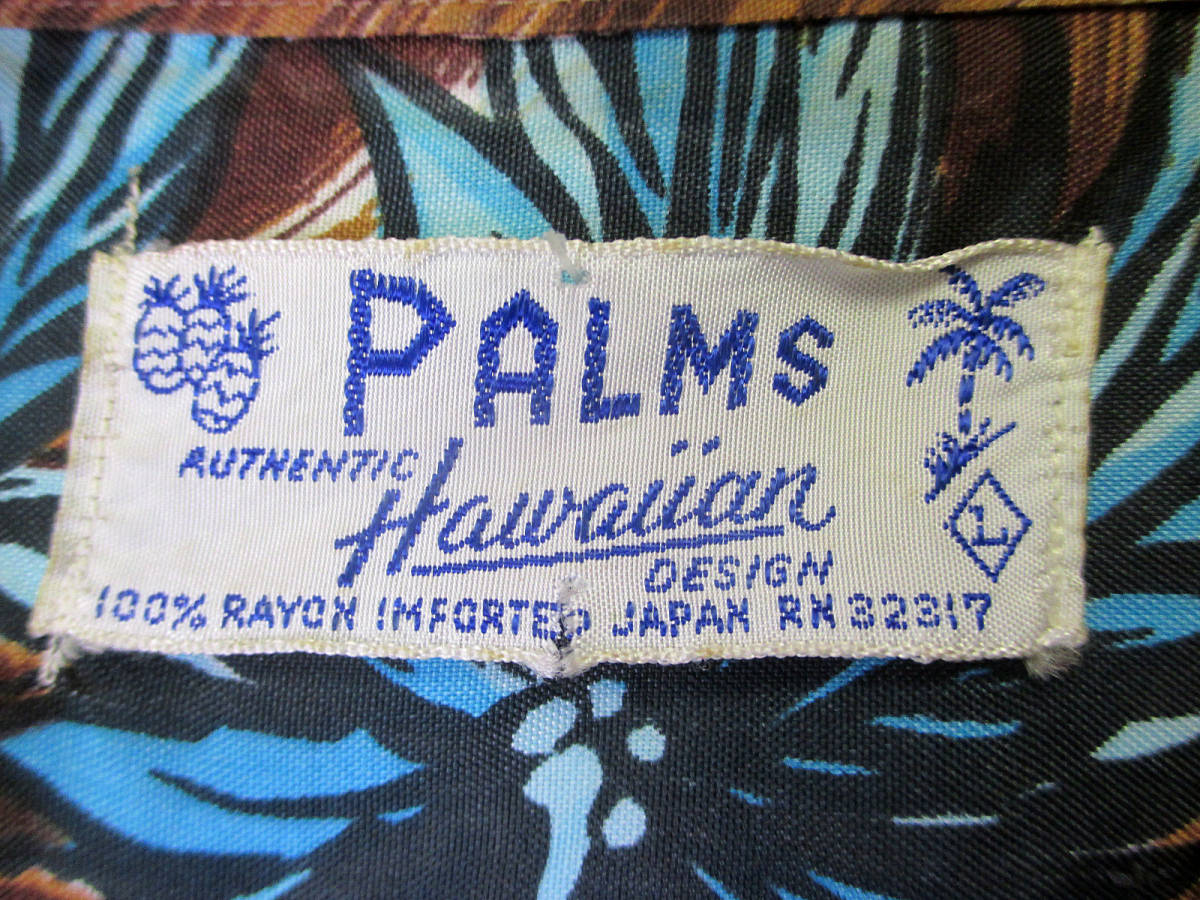 PALMS
AUTHENTIC
Hawaiian
DESIGN
L
100% RAYON IMPORTED JAPAN RN 32317